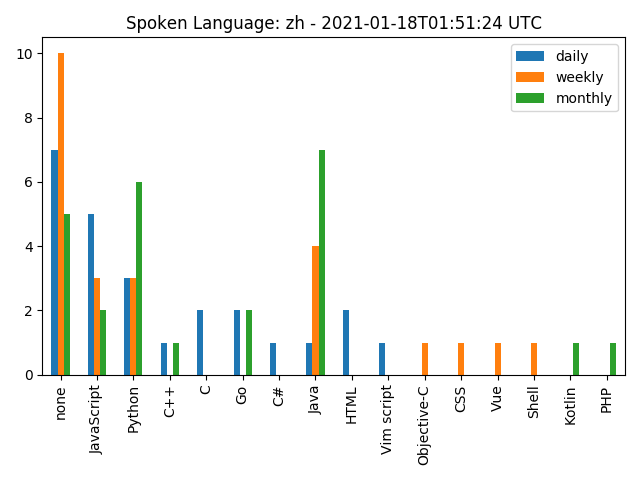 Spoken Language: zh - 2021-01-18T01:51:24 UTC
daily
weekly
monthly
10
8
6
4
2
0
none
JavaScript
Python
C++
C
Go
C#
Java
HTML
Vim script
Objective-C
CSS
Vue
Shell
Kotlin
PHP